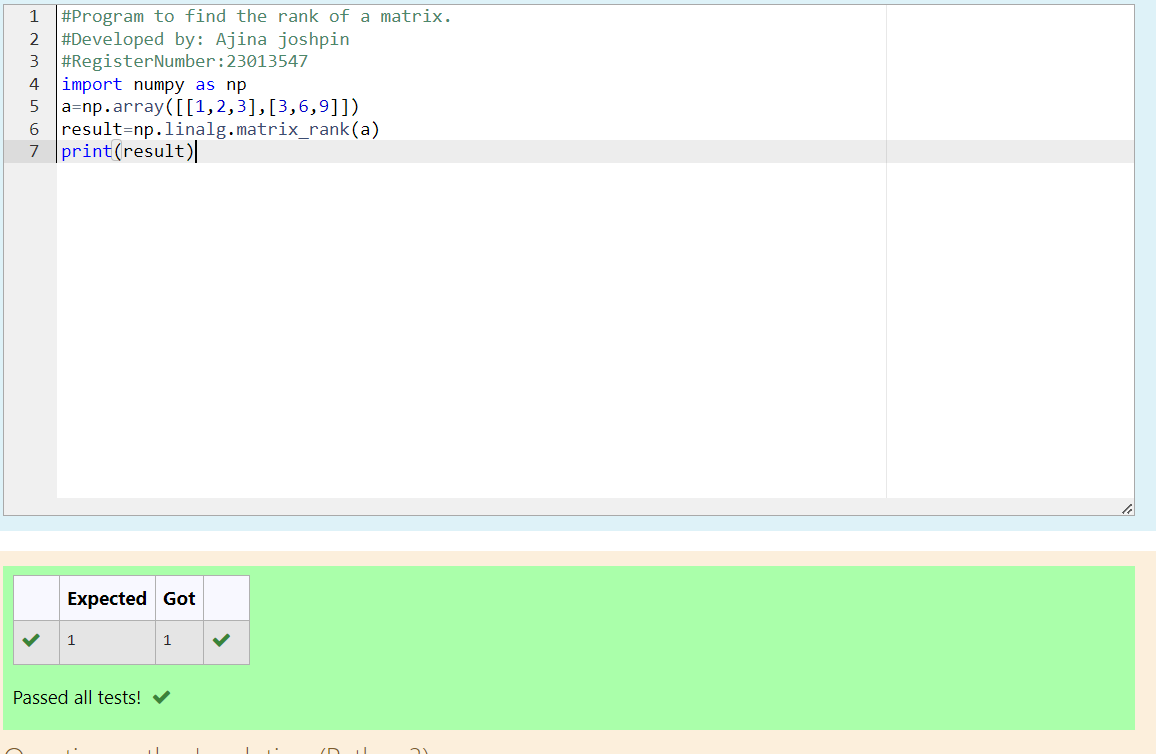 1 #Program to find the rank of a matrix.
2 #Developed by: Ajina joshpin
3 #RegisterNumber:23013547
4 import numpy as np
5 a=np.array([[1,2,3],[3,6,9]])
6 result=np.linalg.matrix_rank(a)
7 print(result)
Expected Got
1 1
Passed all tests!